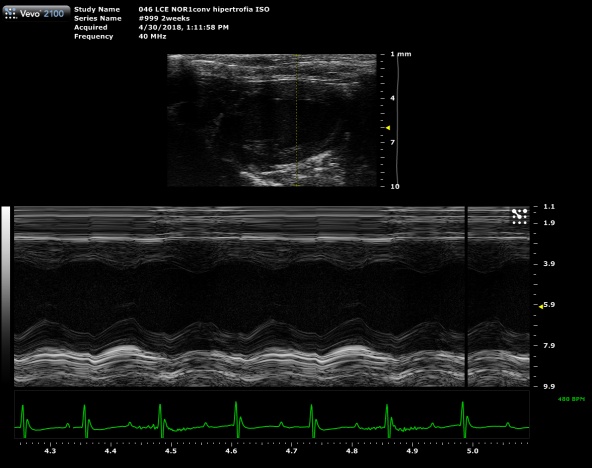 Vevo 2100
Study Name 046 LCE NOR1conv hipertrofia ISO
Series Name #999 2weeks
Acquired 4/30/2018, 1:11:58 PM
Frequency 40 MHz
1 mm
4
7
10
1.1
1.9
3.9
5.9
7.9
9.9
480 BPM
4.3 4.4 4.5 4.6 4.7 4.8 4.9 5.0